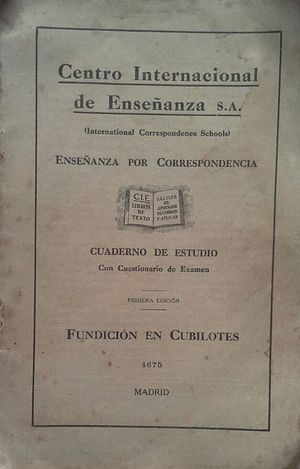 Centro Internacional
de Enseñanza S.A.
(International Correspondence Schools)
ENSEÑANZA POR CORRESPONDENCIA
C.I.E.
LIBROS
DE
TEXTO
FÁCILES
DE
APRENDER
RECORDAR
Y APLICAR
CUADERNO DE ESTUDIO
Con Cuestionario de Examen
PRIMERA EDICIÓN
FUNDICIÓN EN CUBILOTES
4675
MADRID